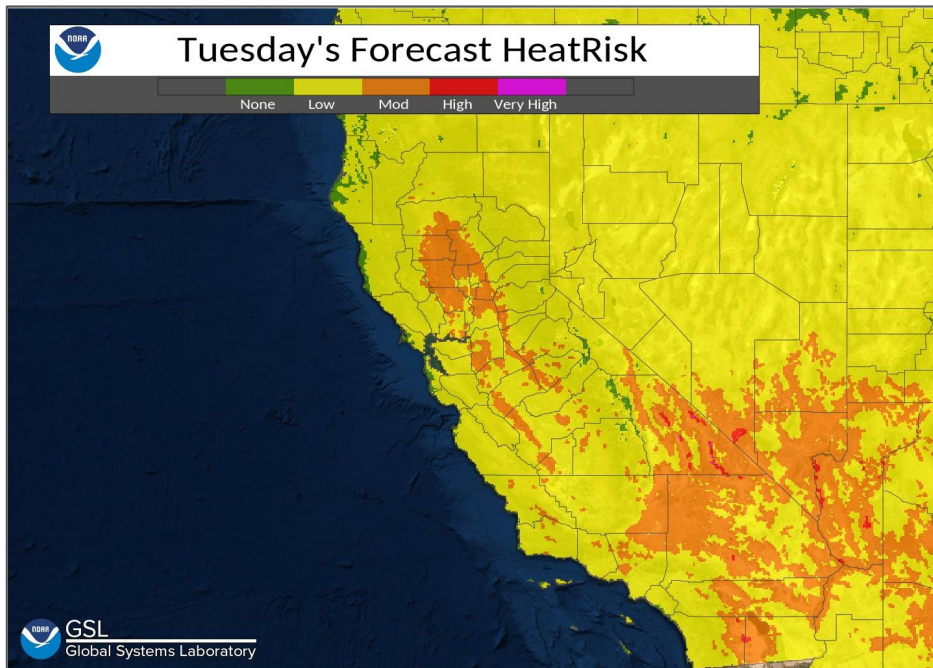 NOAA
Tuesday's Forecast HeatRisk
None Low Mod High Very High
NOAA
GSL
Global Systems Laboratory